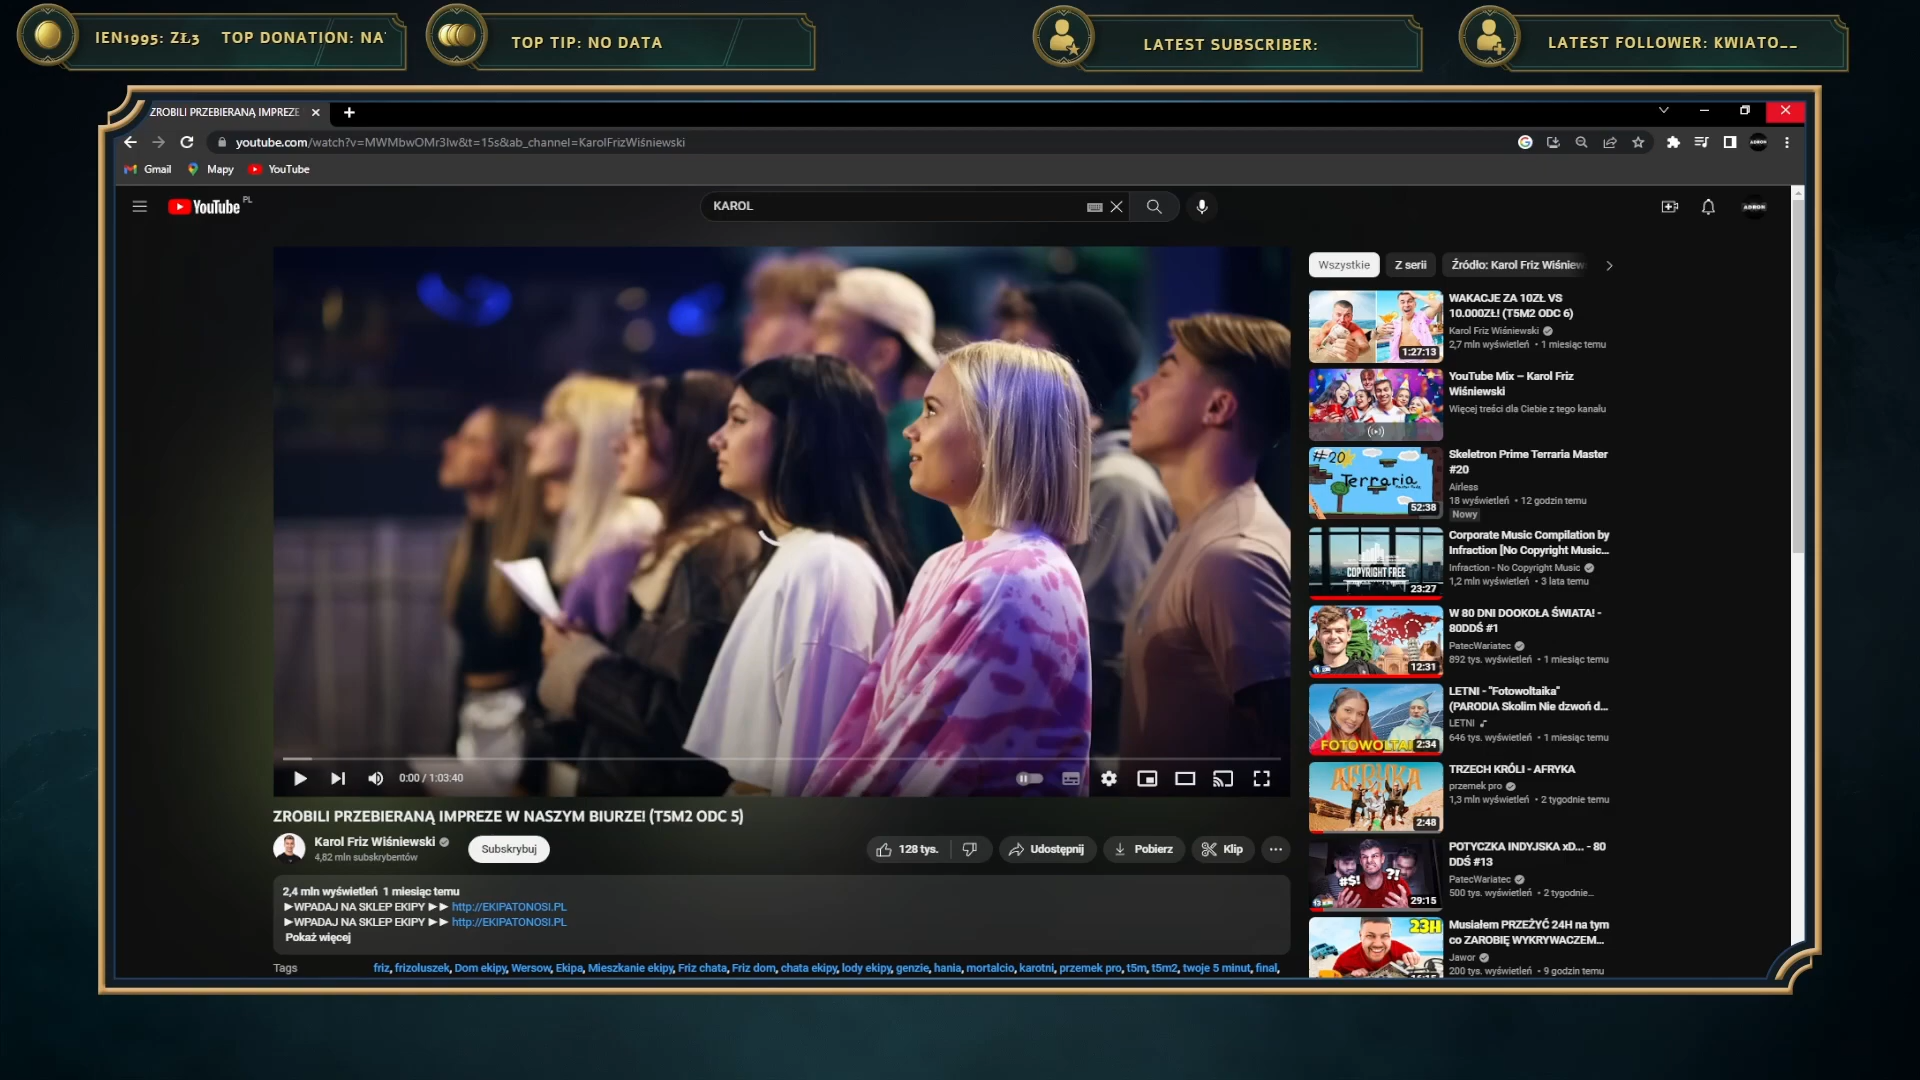 IEN1995: ZŁ3 TOP DONATION: NA
TOP TIP: NO DATA
LATEST SUBSCRIBER:
LATEST FOLLOWER: KWIATO__
ZROBILI PRZEBIERANĄ IMPREZE
youtube.com/watch?v=MWMbwOMr3Iw&t=15s&ab_channel=KarolFrizWiśniewski
Gmail Mapy YouTube
YouTube PL
KAROL
Wszystkie Z serii Źródło: Karol Friz Wiśniew
WAKACJE ZA 10ZŁ VS
10.000ZŁ! (T5M2 ODC 6)
Karol Friz Wiśniewski
2,7 mln wyświetleń • 1 miesiąc temu
1:27:13
YouTube Mix – Karol Friz
Wiśniewski
Więcej treści dla Ciebie z tego kanału
#20
Terraria
52:38
Skeletron Prime Terraria Master
#20
Airless
18 wyświetleń • 12 godzin temu
Nowy
COPYRIGHT FREE
23:27
Corporate Music Compilation by
Infraction [No Copyright Music...
Infraction - No Copyright Music
1,2 mln wyświetleń • 3 lata temu
12:31
W 80 DNI DOOKOŁA ŚWIATA! -
80DDŚ #1
PatecWariatec
892 tys. wyświetleń • 1 miesiąc temu
FOTOWOLTAI
2:34
LETNI - "Fotowoltaika"
(PARODIA Skolim Nie dzwoń d...
LETNI
646 tys. wyświetleń • 1 miesiąc temu
AFRYKA
2:48
TRZECH KRÓLI - AFRYKA
przemek pro
1,3 mln wyświetleń • 2 tygodnie temu
#$! ?!
29:15
POTYCZKA INDYJSKA xD... - 80
DDŚ #13
PatecWariatec
500 tys. wyświetleń • 2 tygodnie...
23H
Musiałem PRZEŻYĆ 24H na tym
co ZAROBIĘ WYKRYWACZEM...
Jawor
200 tys. wyświetleń • 9 godzin temu
0:00 / 1:03:40
ZROBILI PRZEBIERANĄ IMPREZE W NASZYM BIURZE! (T5M2 ODC 5)
Karol Friz Wiśniewski
4,82 mln subskrybentów
Subskrybuj
128 tys. Udostępnij Pobierz Klip
2,4 mln wyświetleń 1 miesiąc temu
►WPADAJ NA SKLEP EKIPY ►► http://EKIPATONOSI.PL
►WPADAJ NA SKLEP EKIPY ►► http://EKIPATONOSI.PL
Pokaż więcej
Tags friz, frizoluszek, Dom ekipy, Wersow, Ekipa, Mieszkanie ekipy, Friz chata, Friz dom, chata ekipy, lody ekipy, genzie, hania, mortalcio, karotni, przemek pro, t5m, t5m2, twoje 5 minut, final,